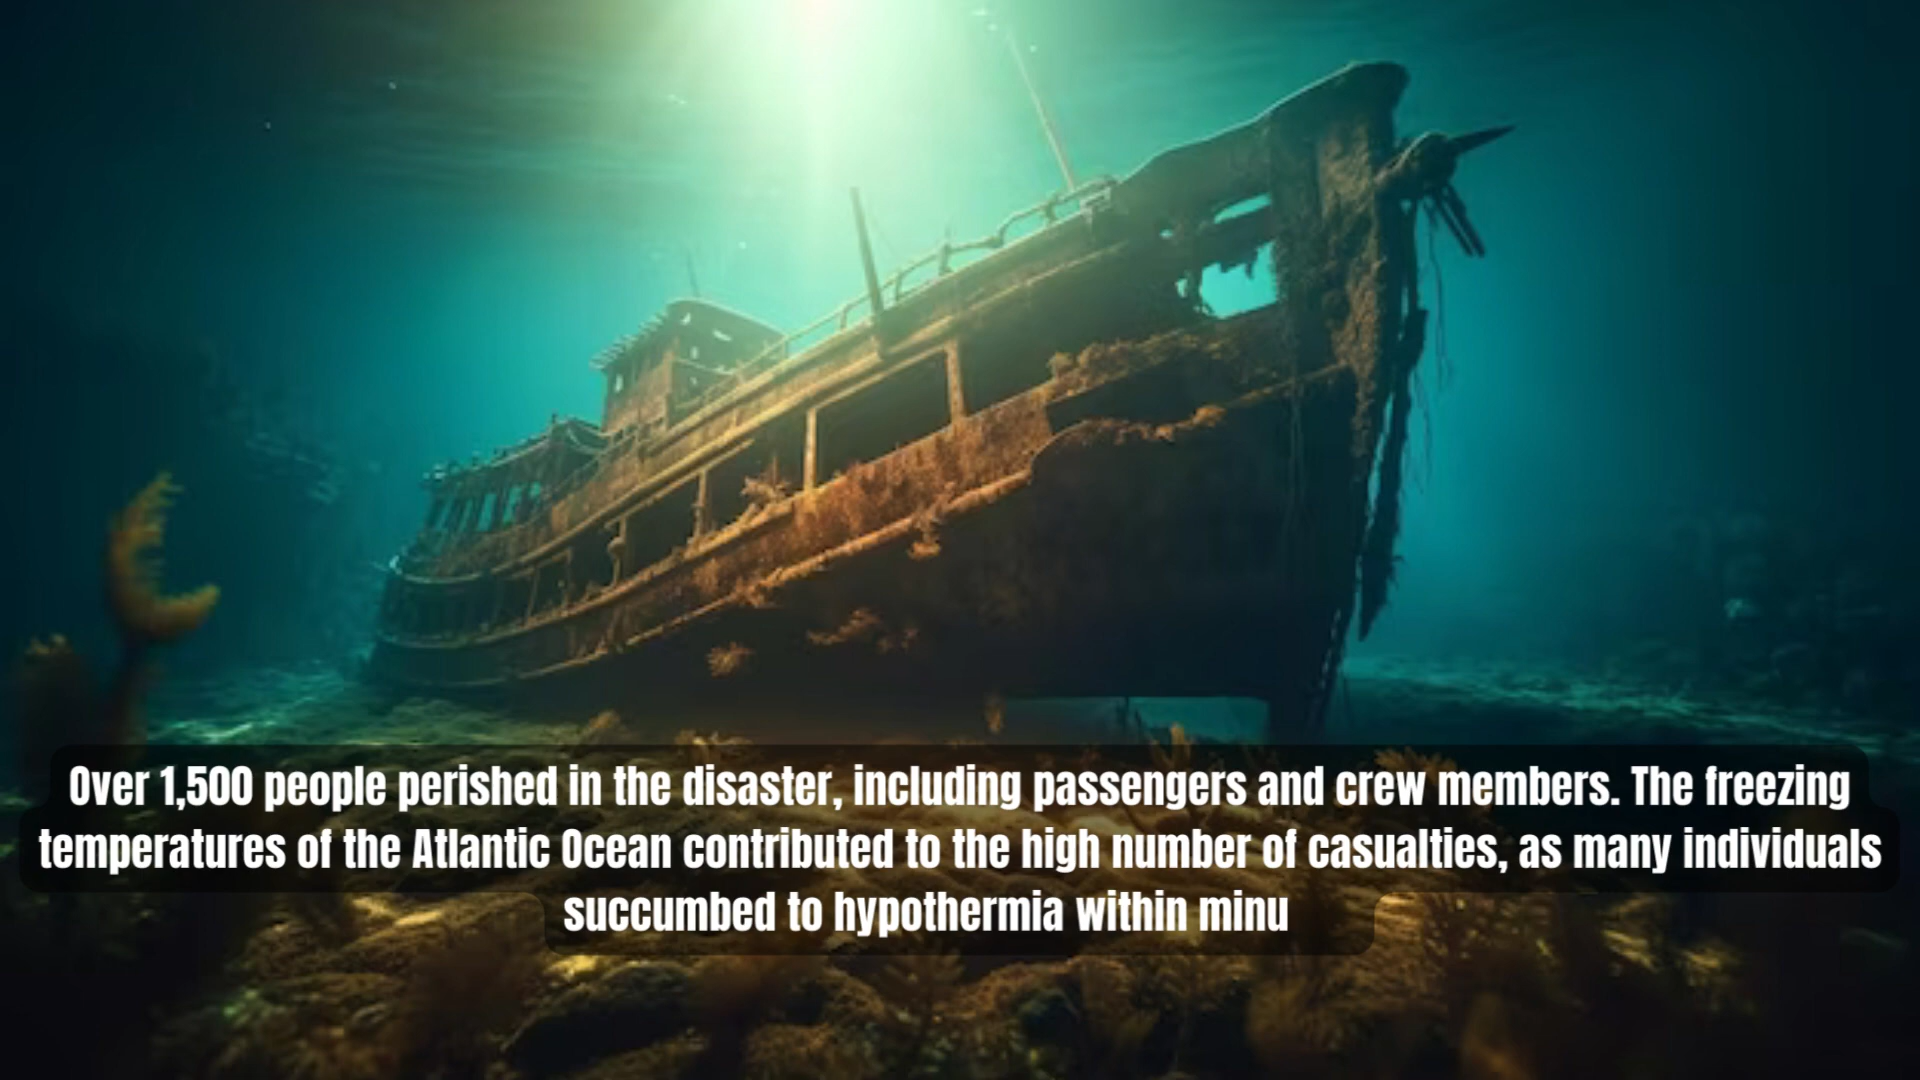 Over 1,500 people perished in the disaster, including passengers and crew members. The freezing
temperatures of the Atlantic Ocean contributed to the high number of casualties, as many individuals
succumbed to hypothermia within minu